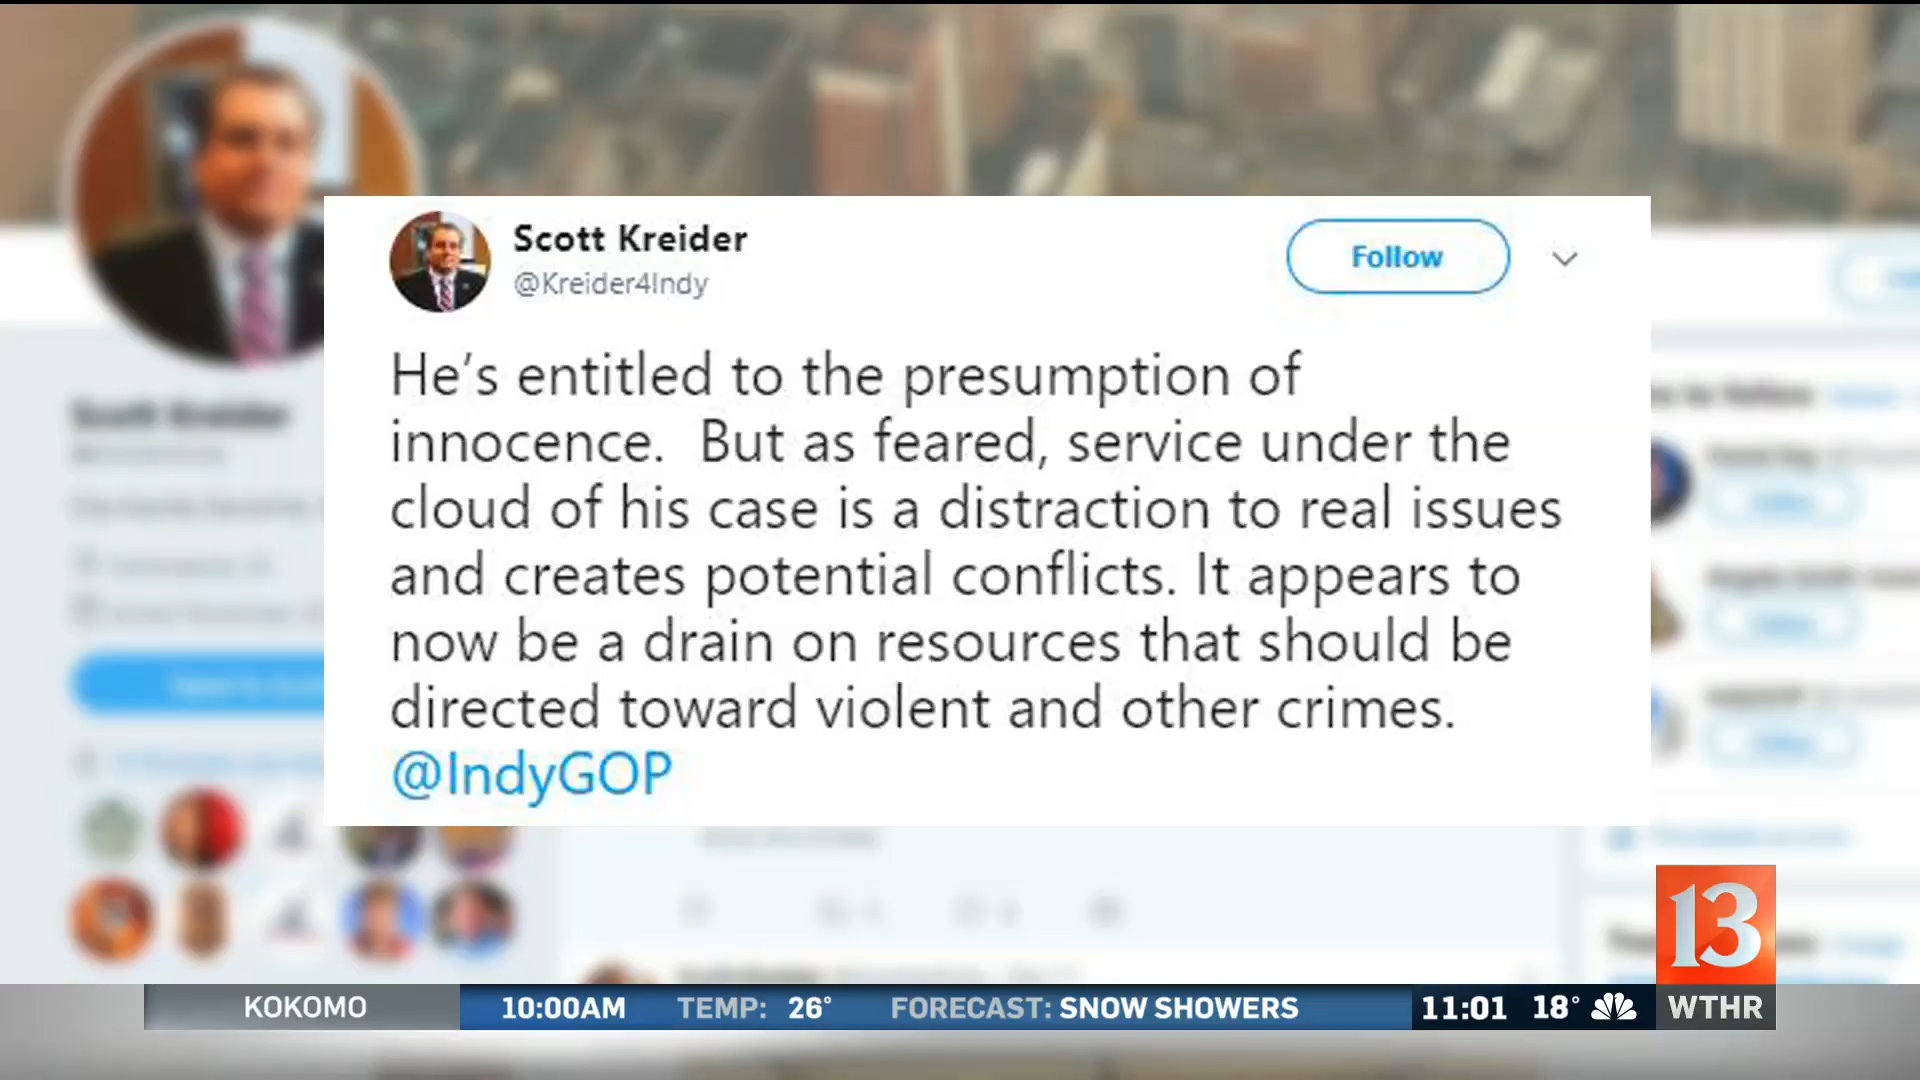 Scott Kreider
@Kreider4Indy
Follow
He's entitled to the presumption of
innocence.  But as feared, service under the
cloud of his case is a distraction to real issues
and creates potential conflicts. It appears to
now be a drain on resources that should be
directed toward violent and other crimes.
@IndyGOP
Scott Kreider
13
KOKOMO
10:00AM TEMP: 26° FORECAST: SNOW SHOWERS
11:01 18°
WTHR